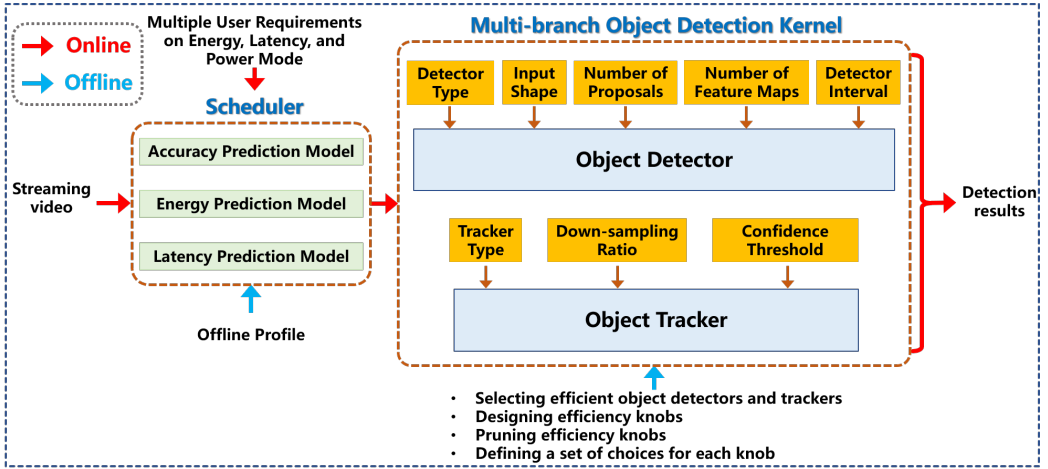 Online
Offline
Multiple User Requirements
on Energy, Latency, and
Power Mode
Scheduler
Accuracy Prediction Model
Energy Prediction Model
Latency Prediction Model
Streaming
video
Offline Profile
Multi-branch Object Detection Kernel
Detector
Type
Input
Shape
Number of
Proposals
Number of
Feature Maps
Detector
Interval
Object Detector
Tracker
Type
Down-sampling
Ratio
Confidence
Threshold
Object Tracker
Detection
results
• Selecting efficient object detectors and trackers
• Designing efficiency knobs
• Pruning efficiency knobs
• Defining a set of choices for each knob